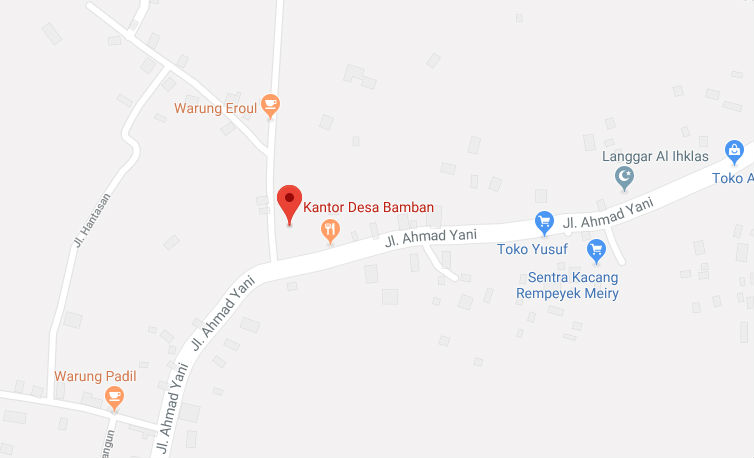 Warung Eroul
Langgar Al Ihklas
Toko A
Kantor Desa Bamban
Jl. Hantasan
Jl. Ahmad Yani
Jl. Ahmad Yani
Toko Yusuf
Sentra Kacang
Rempeyek Meiry
Jl. Ahmad Yani
Warung Padil
Jl. Ahmad Yani
angun